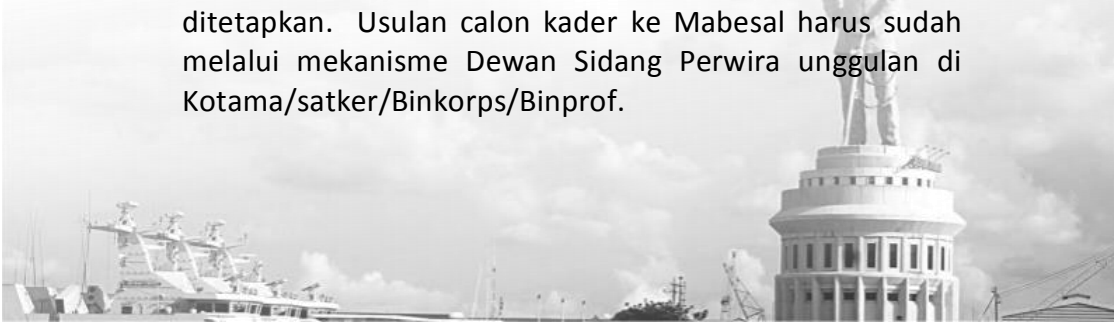 ditetapkan. Usulan calon kader ke Mabesal harus sudah
melalui mekanisme Dewan Sidang Perwira unggulan di
Kotama/satker/Binkorps/Binprof.